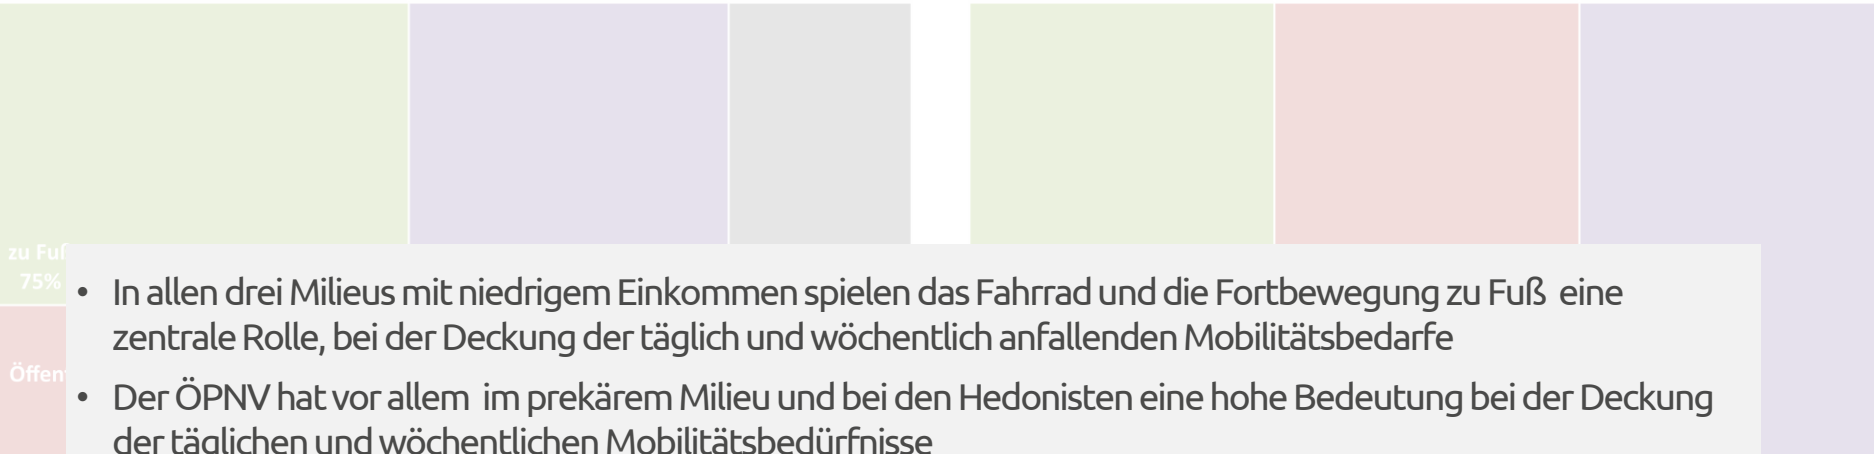 zu Fuß
75%
• In allen drei Milieus mit niedrigem Einkommen spielen das Fahrrad und die Fortbewegung zu Fuß eine
zentrale Rolle, bei der Deckung der täglich und wöchentlich anfallenden Mobilitätsbedarfe
Öffen
• Der ÖPNV hat vor allem im prekärem Milieu und bei den Hedonisten eine hohe Bedeutung bei der Deckung
der täglichen und wöchentlichen Mobilitätsbedürfnisse